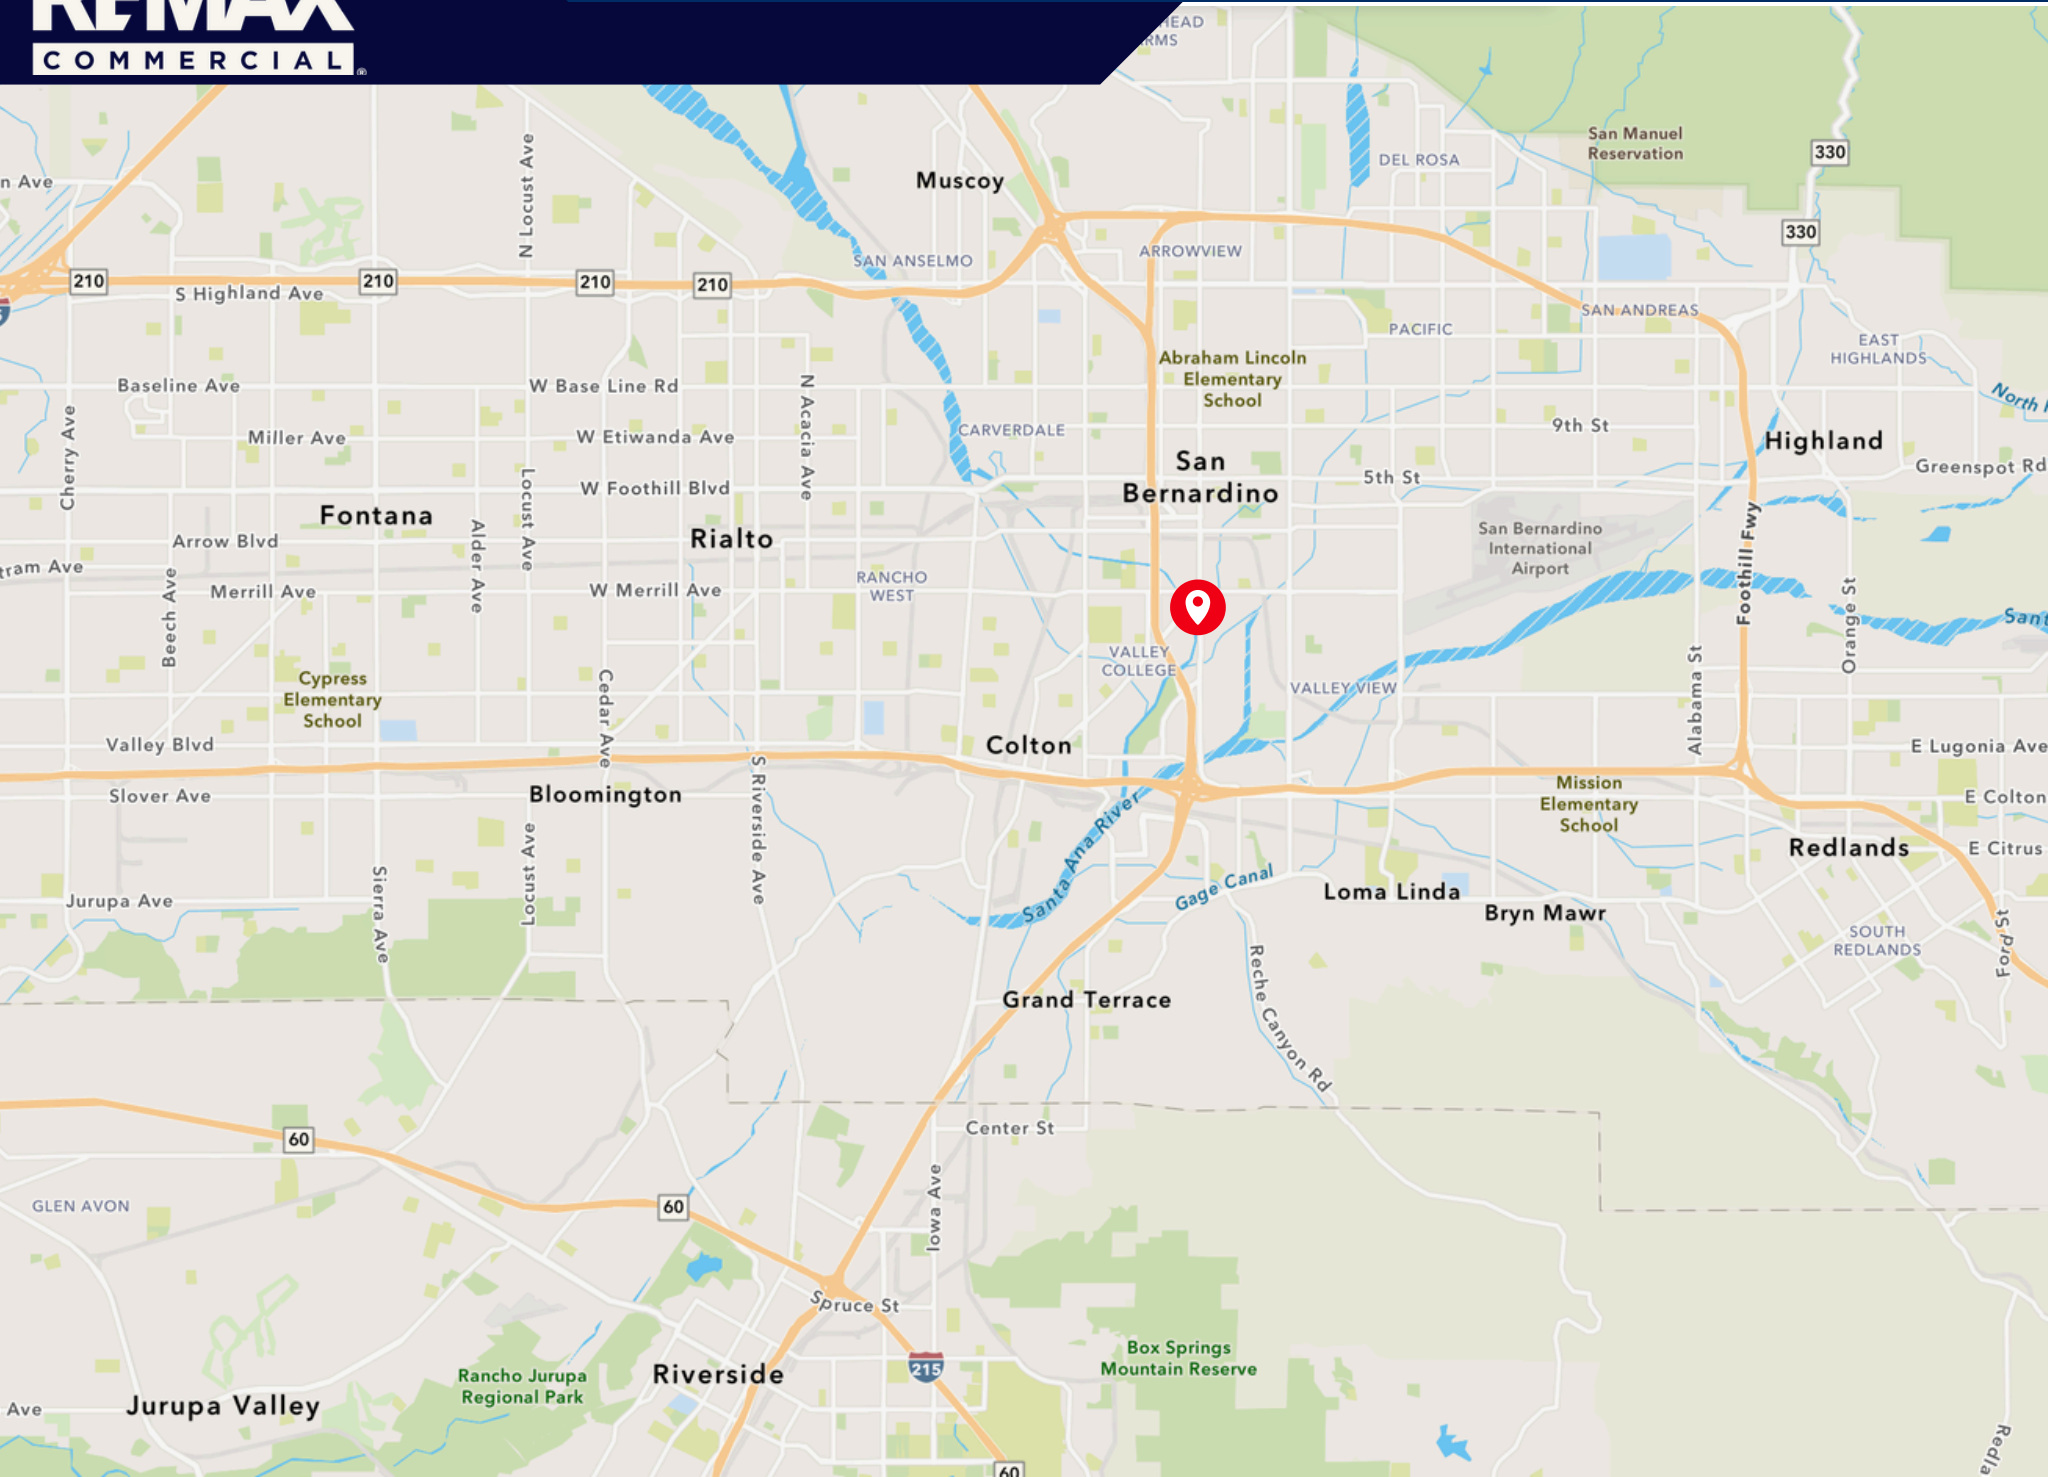 RE/MAX
COMMERCIAL®
San Manuel
Reservation
330
DEL ROSA
Muscoy
330
ARROWVIEW
SAN ANSELMO
210
210
210
210
S Highland Ave
N Locust Ave
SAN ANDREAS
PACIFIC
EAST
HIGHLANDS
Abraham Lincoln
Elementary
School
Baseline Ave
W Base Line Rd
N Acacia Ave
North
Cherry Ave
Miller Ave
W Etiwanda Ave
CARVERDALE
9th St
Highland
San
Bernardino
5th St
Greenspot Rd
W Foothill Blvd
Locust Ave
Fontana
Alder Ave
Rialto
Arrow Blvd
San Bernardino
International
Airport
Foothill Fwy
Beech Ave
Merrill Ave
W Merrill Ave
RANCHO
WEST
Orange St
VALLEY
COLLEGE
Cypress
Elementary
School
Cedar Ave
VALLEY VIEW
Alabama St
Valley Blvd
Colton
E Lugonia Ave
S Riverside Ave
Slover Ave
Bloomington
Mission
Elementary
School
E Colton
Santa Ana River
Redlands
E Citrus
Locust Ave
Sierra Ave
Gage Canal
Loma Linda
Bryn Mawr
Jurupa Ave
SOUTH
REDLANDS
Ford St
Reche Canyon Rd
Grand Terrace
60
Center St
GLEN AVON
60
Iowa Ave
Spruce St
215
Riverside
Box Springs
Mountain Reserve
Rancho Jurupa
Regional Park
Jurupa Valley
Ave
60